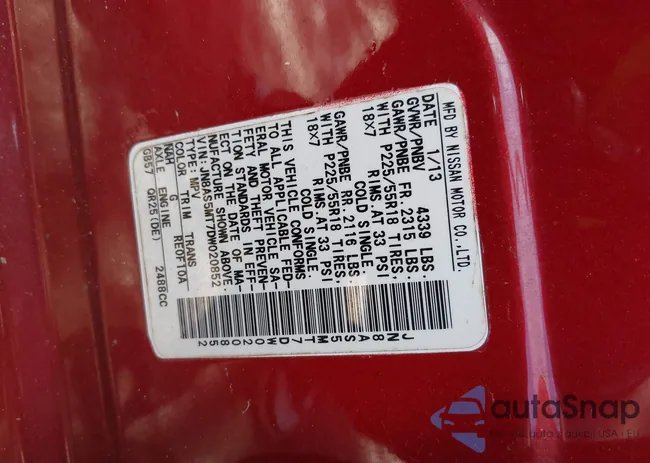 MFD BY NISSAN MOTOR CO.,LTD.
DATE 1/13
GVWR/PNBV 4339 LBS.
GAWR/PNBE FR. 2315 LBS.
WITH P225/55R18 TIRES,
18X7 RIMS AT 33 PSI
COLD SINGLE.
GAWR/PNBE RR. 2116 LBS.
WITH P225/55R18 TIRES,
18X7 RIMS AT 33 PSI
COLD SINGLE.
THIS VEHICLE CONFORMS
TO ALL APPLICABLE FED-
ERAL MOTOR VEHICLE SA-
FETY AND THEFT PREVEN-
TION STANDARDS IN EFF-
ECT ON THE DATE OF MA-
NUFACTURE SHOWN ABOVE.
VIN:JN8AS5MT7DW020852
TYPE:MPV
COLOR TRIM TRANS
NAH G RE0F10A
AXLE ENGINE
GB57 QR25(DE) 2488CC
JN8AS5MT7DW020852
autoSnap
USA EU